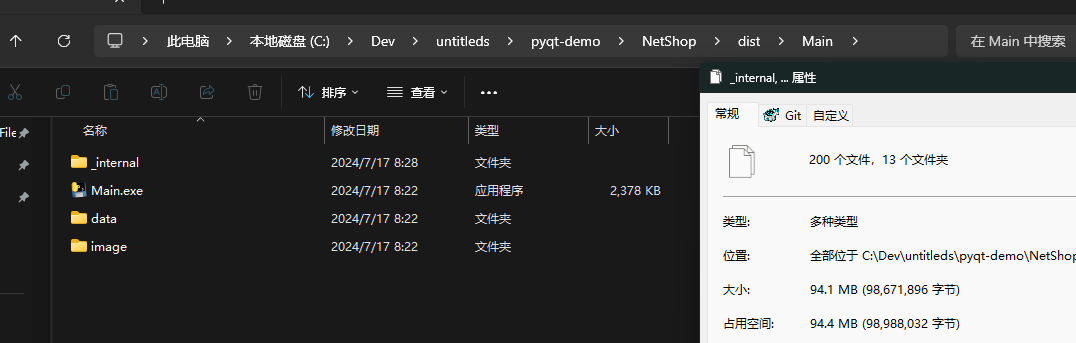 此电脑 本地磁盘 (C:) Dev untitleds pyqt-demo NetShop dist Main 在 Main 中搜索
排序 查看
名称 修改日期 类型 大小
File
_internal 2024/7/17 8:28 文件夹
Main.exe 2024/7/17 8:22 应用程序 2,378 KB
data 2024/7/17 8:22 文件夹
image 2024/7/17 8:22 文件夹
_internal, ... 属性
常规 Git 自定义
200 个文件，13 个文件夹
类型: 多种类型
位置: 全部位于 C:\Dev\untitleds\pyqt-demo\NetShop
大小: 94.1 MB (98,671,896 字节)
占用空间: 94.4 MB (98,988,032 字节)